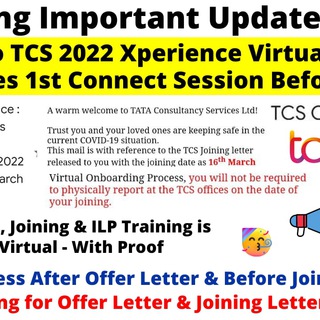 ng Important Update
o TCS 2022 Xperience Virtua
es 1st Connect Session Befo
ce :
s
2022
arch
A warm welcome to TATA Consultancy Services Ltd!
Trust you and your loved ones are keeping safe in the
current COVID-19 situation.
This mail is with reference to the TCS Joining letter
released to you with the joining date as 16th March
Virtual Onboarding Process, you will not be required
to physically report at the TCS offices on the date of
your joining.
TCS C
tc
, Joining & ILP Training is
Virtual - With Proof
ess After Offer Letter & Before Join
ng for Offer Letter & Joining Letter